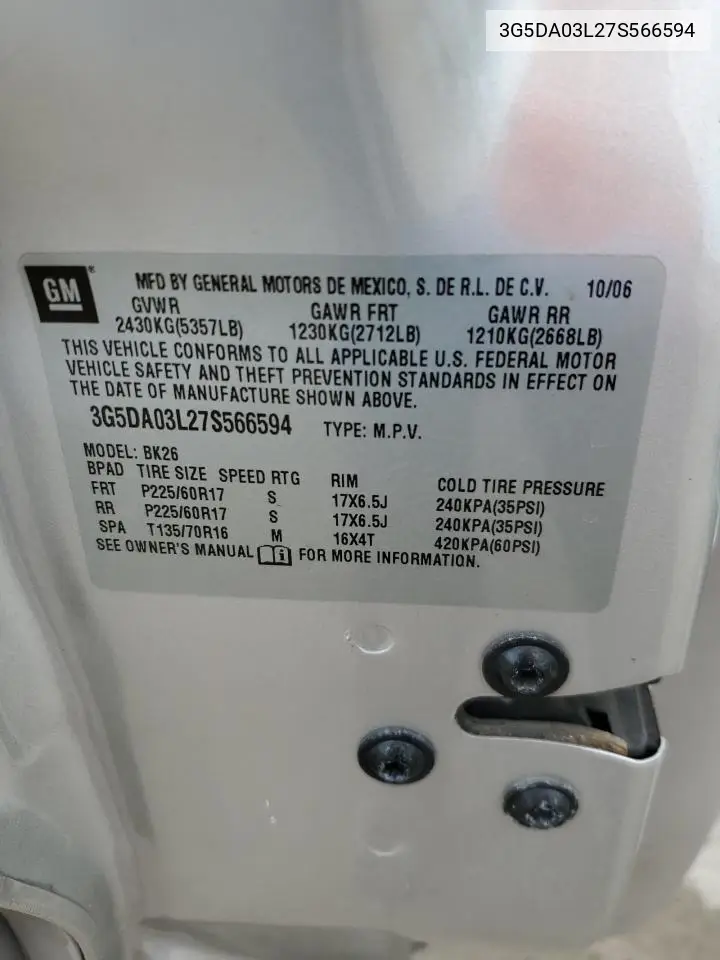 3G5DA03L27S566594
GM®
MFD BY GENERAL MOTORS DE MEXICO, S. DE R.L. DE C.V. 10/06
GVWR GAWR FRT GAWR RR
2430KG(5357LB) 1230KG(2712LB) 1210KG(2668LB)
THIS VEHICLE CONFORMS TO ALL APPLICABLE U.S. FEDERAL MOTOR
VEHICLE SAFETY AND THEFT PREVENTION STANDARDS IN EFFECT ON
THE DATE OF MANUFACTURE SHOWN ABOVE.
3G5DA03L27S566594 TYPE: M.P.V.
MODEL: BK26
BPAD TIRE SIZE SPEED RTG RIM COLD TIRE PRESSURE
FRT P225/60R17 S 17X6.5J 240KPA(35PSI)
RR P225/60R17 S 17X6.5J 240KPA(35PSI)
SPA T135/70R16 M 16X4T 420KPA(60PSI)
SEE OWNER'S MANUAL i FOR MORE INFORMATION.